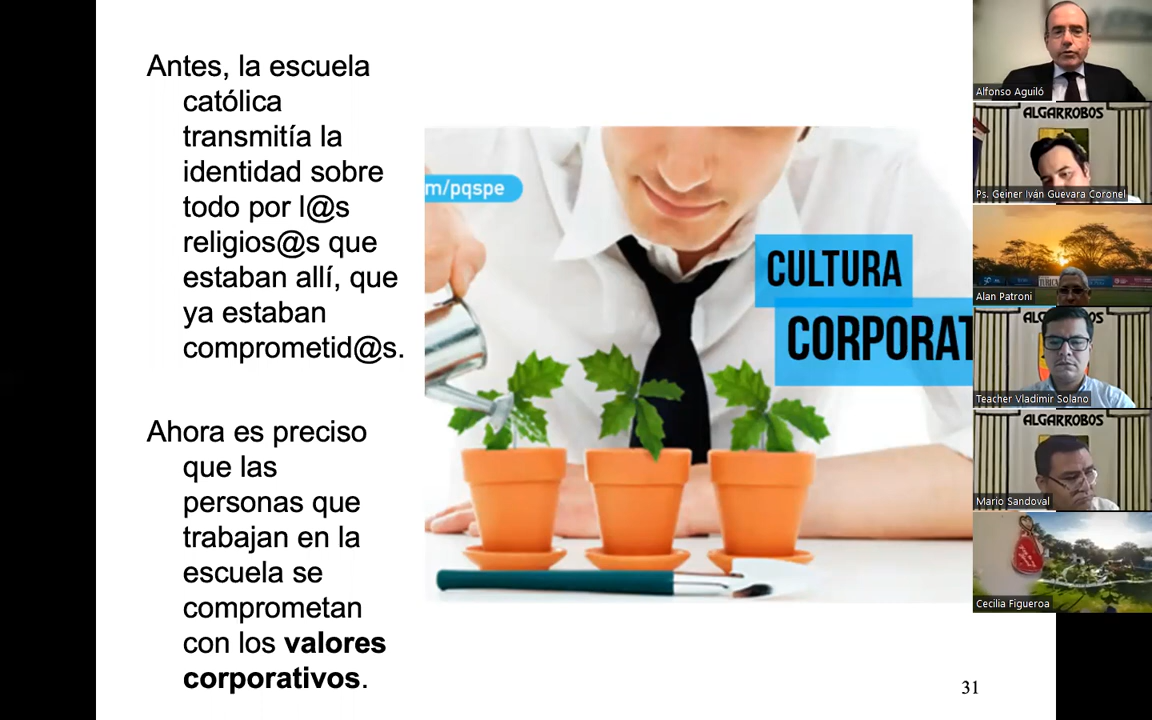 Antes, la escuela
católica
transmitía la
identidad sobre
todo por l@s
religios@s que
estaban allí, que
ya estaban
comprometid@s.
Ahora es preciso
que las
personas que
trabajan en la
escuela se
comprometan
con los valores
corporativos.
m/pqspe
CULTURA
CORPORAT
31
Alfonso Aguiló
ALGARROBOS
Ps. Geiner Iván Guevara Coronel
Alan Patroni
Teacher Vladimir Solano
ALGARROBOS
Mario Sandoval
Cecilia Figueroa